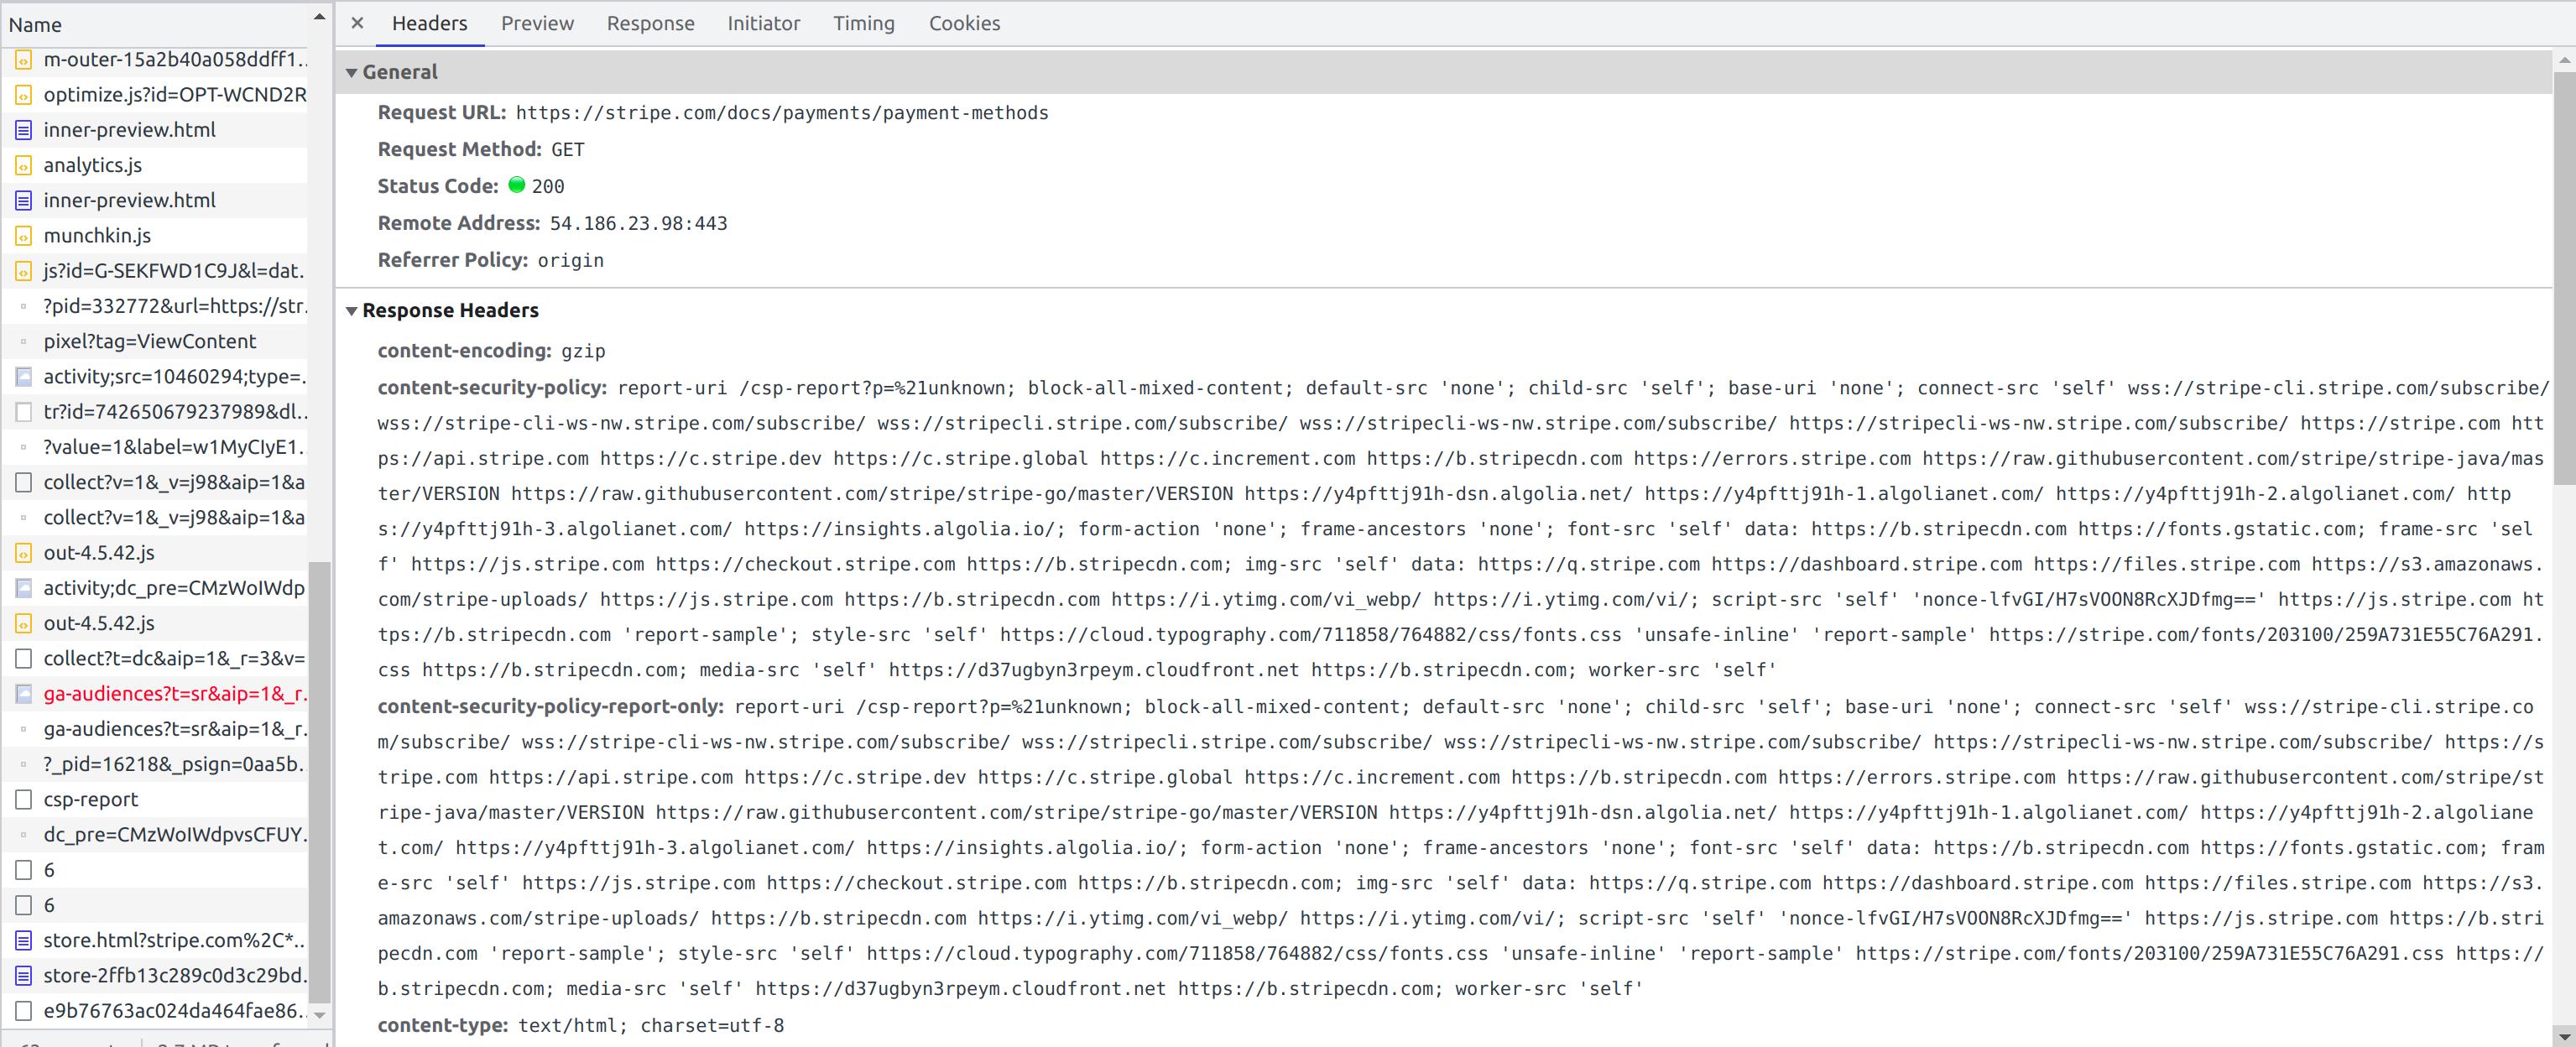 Name
m-outer-15a2b40a058ddff1...
optimize.js?id=OPT-WCND2R
inner-preview.html
analytics.js
inner-preview.html
munchkin.js
js?id=G-SEKFWD1C9J&l=dat...
?pid=332772&url=https://str...
pixel?tag=ViewContent
activity;src=10460294;type=...
tr?id=742650679237989&dl...
?value=1&label=w1MyCIyE1...
collect?v=1&_v=j98&aip=1&a
collect?v=1&_v=j98&aip=1&a
out-4.5.42.js
activity;dc_pre=CMzWoIWdp
out-4.5.42.js
collect?t=dc&aip=1&_r=3&v=
ga-audiences?t=sr&aip=1&_r...
ga-audiences?t=sr&aip=1&_r...
?_pid=16218&_psign=0aa5b...
csp-report
dc_pre=CMzWoIWdpvsCFUY...
6
6
store.html?stripe.com%2C*...
store-2ffb13c289c0d3c29bd...
e9b76763ac024da464fae86...
× Headers Preview Response Initiator Timing Cookies
General
Request URL: https://stripe.com/docs/payments/payment-methods
Request Method: GET
Status Code: 200
Remote Address: 54.186.23.98:443
Referrer Policy: origin
Response Headers
content-encoding: gzip
content-security-policy: report-uri /csp-report?p=%21unknown; block-all-mixed-content; default-src 'none'; child-src 'self'; base-uri 'none'; connect-src 'self' wss://stripe-cli.stripe.com/subscribe/
wss://stripe-cli-ws-nw.stripe.com/subscribe/ wss://stripecli.stripe.com/subscribe/ wss://stripecli-ws-nw.stripe.com/subscribe/ https://stripecli-ws-nw.stripe.com/subscribe/ https://stripe.com htt
ps://api.stripe.com https://c.stripe.dev https://c.stripe.global https://c.increment.com https://b.stripecdn.com https://errors.stripe.com https://raw.githubusercontent.com/stripe/stripe-java/mas
ter/VERSION https://raw.githubusercontent.com/stripe/stripe-go/master/VERSION https://y4pfttj91h-dsn.algolia.net/ https://y4pfttj91h-1.algolianet.com/ https://y4pfttj91h-2.algolianet.com/ http
s://y4pfttj91h-3.algolianet.com/ https://insights.algolia.io/; form-action 'none'; frame-ancestors 'none'; font-src 'self' data: https://b.stripecdn.com https://fonts.gstatic.com; frame-src 'sel
f' https://js.stripe.com https://checkout.stripe.com https://b.stripecdn.com; img-src 'self' data: https://q.stripe.com https://dashboard.stripe.com https://files.stripe.com https://s3.amazonaws.
com/stripe-uploads/ https://js.stripe.com https://b.stripecdn.com https://i.ytimg.com/vi_webp/ https://i.ytimg.com/vi/; script-src 'self' 'nonce-lfvGI/H7sVOON8RcXJDfmg==' https://js.stripe.com ht
tps://b.stripecdn.com 'report-sample'; style-src 'self' https://cloud.typography.com/711858/764882/css/fonts.css 'unsafe-inline' 'report-sample' https://stripe.com/fonts/203100/259A731E55C76A291.
css https://b.stripecdn.com; media-src 'self' https://d37ugbyn3rpeym.cloudfront.net https://b.stripecdn.com; worker-src 'self'
content-security-policy-report-only: report-uri /csp-report?p=%21unknown; block-all-mixed-content; default-src 'none'; child-src 'self'; base-uri 'none'; connect-src 'self' wss://stripe-cli.stripe.co
m/subscribe/ wss://stripe-cli-ws-nw.stripe.com/subscribe/ wss://stripecli.stripe.com/subscribe/ wss://stripecli-ws-nw.stripe.com/subscribe/ https://stripecli-ws-nw.stripe.com/subscribe/ https://s
tripe.com https://api.stripe.com https://c.stripe.dev https://c.stripe.global https://c.increment.com https://b.stripecdn.com https://errors.stripe.com https://raw.githubusercontent.com/stripe/st
ripe-java/master/VERSION https://raw.githubusercontent.com/stripe/stripe-go/master/VERSION https://y4pfttj91h-dsn.algolia.net/ https://y4pfttj91h-1.algolianet.com/ https://y4pfttj91h-2.algoliane
t.com/ https://y4pfttj91h-3.algolianet.com/ https://insights.algolia.io/; form-action 'none'; frame-ancestors 'none'; font-src 'self' data: https://b.stripecdn.com https://fonts.gstatic.com; fram
e-src 'self' https://js.stripe.com https://checkout.stripe.com https://b.stripecdn.com; img-src 'self' data: https://q.stripe.com https://dashboard.stripe.com https://files.stripe.com https://s3.
amazonaws.com/stripe-uploads/ https://b.stripecdn.com https://i.ytimg.com/vi_webp/ https://i.ytimg.com/vi/; script-src 'self' 'nonce-lfvGI/H7sVOON8RcXJDfmg==' https://js.stripe.com https://b.stri
pecdn.com 'report-sample'; style-src 'self' https://cloud.typography.com/711858/764882/css/fonts.css 'unsafe-inline' 'report-sample' https://stripe.com/fonts/203100/259A731E55C76A291.css https://
b.stripecdn.com; media-src 'self' https://d37ugbyn3rpeym.cloudfront.net https://b.stripecdn.com; worker-src 'self'
content-type: text/html; charset=utf-8